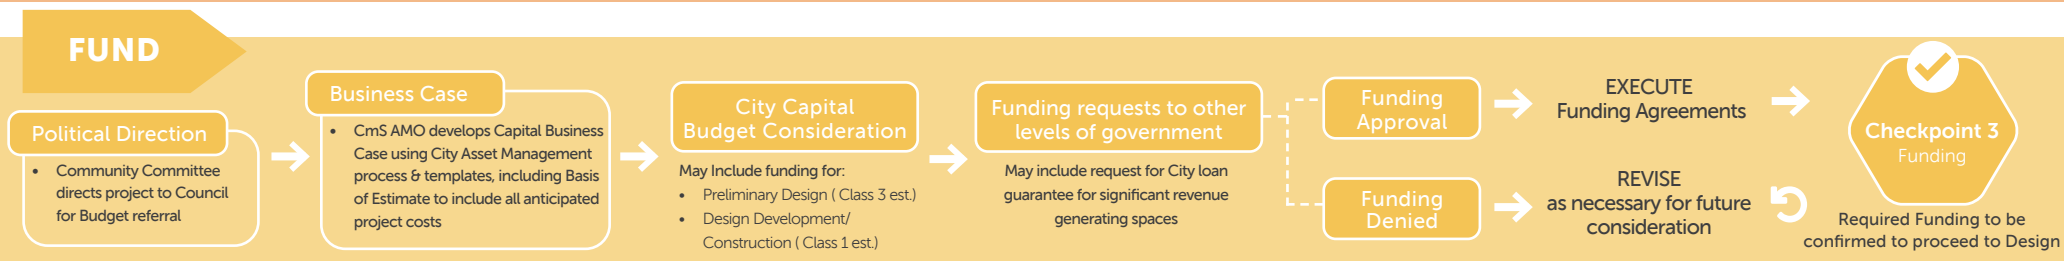 FUND
Political Direction
• Community Committee
directs project to Council
for Budget referral
Business Case
• CmS AMO develops Capital Business
Case using City Asset Management
process & templates, including Basis
of Estimate to include all anticipated
project costs
City Capital
Budget Consideration
May Include funding for:
• Preliminary Design ( Class 3 est.)
• Design Development/
Construction ( Class 1 est.)
Funding requests to other
levels of government
May include request for City loan
guarantee for significant revenue
generating spaces
Funding
Approval
EXECUTE
Funding Agreements
Funding
Denied
REVISE
as necessary for future
consideration
Checkpoint 3
Funding
Required Funding to be
confirmed to proceed to Design